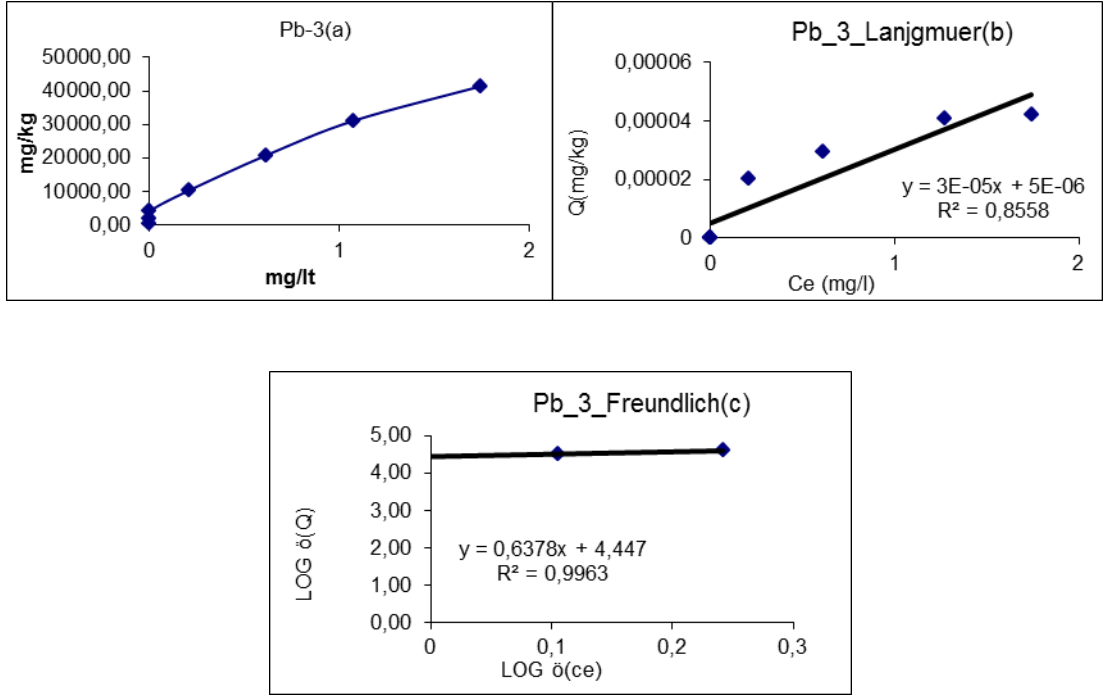 Pb-3(a)
50000,00
40000,00
30000,00
20000,00
10000,00
0,00
mg/kg
0
1
2
mg/lt
Pb_3_Lanjgmuer(b)
0,00006
0,00004
0,00002
0
Q(mg/kg)
y = 3E-05x + 5E-06
R² = 0,8558
0
1
2
Ce (mg/l)
Pb_3_Freundlich(c)
5,00
4,00
3,00
2,00
1,00
0,00
LOG ö(Q)
y = 0,6378x + 4,447
R² = 0,9963
0
0,1
0,2
0,3
LOG ö(ce)